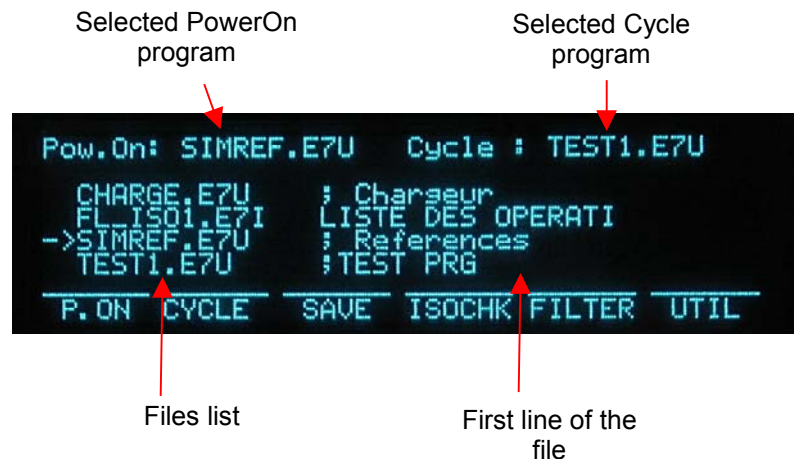 Selected PowerOn
program
Selected Cycle
program
Pow.On: SIMREF.E7U Cycle : TEST1.E7U
CHARGE.E7U ; Chargeur
FL_ISO1.E7I LISTE DES OPERATI
->SIMREF.E7U ; References
TEST1.E7U ;TEST PRG
P.ON CYCLE SAVE ISOCHK FILTER UTIL
Files list
First line of the
file